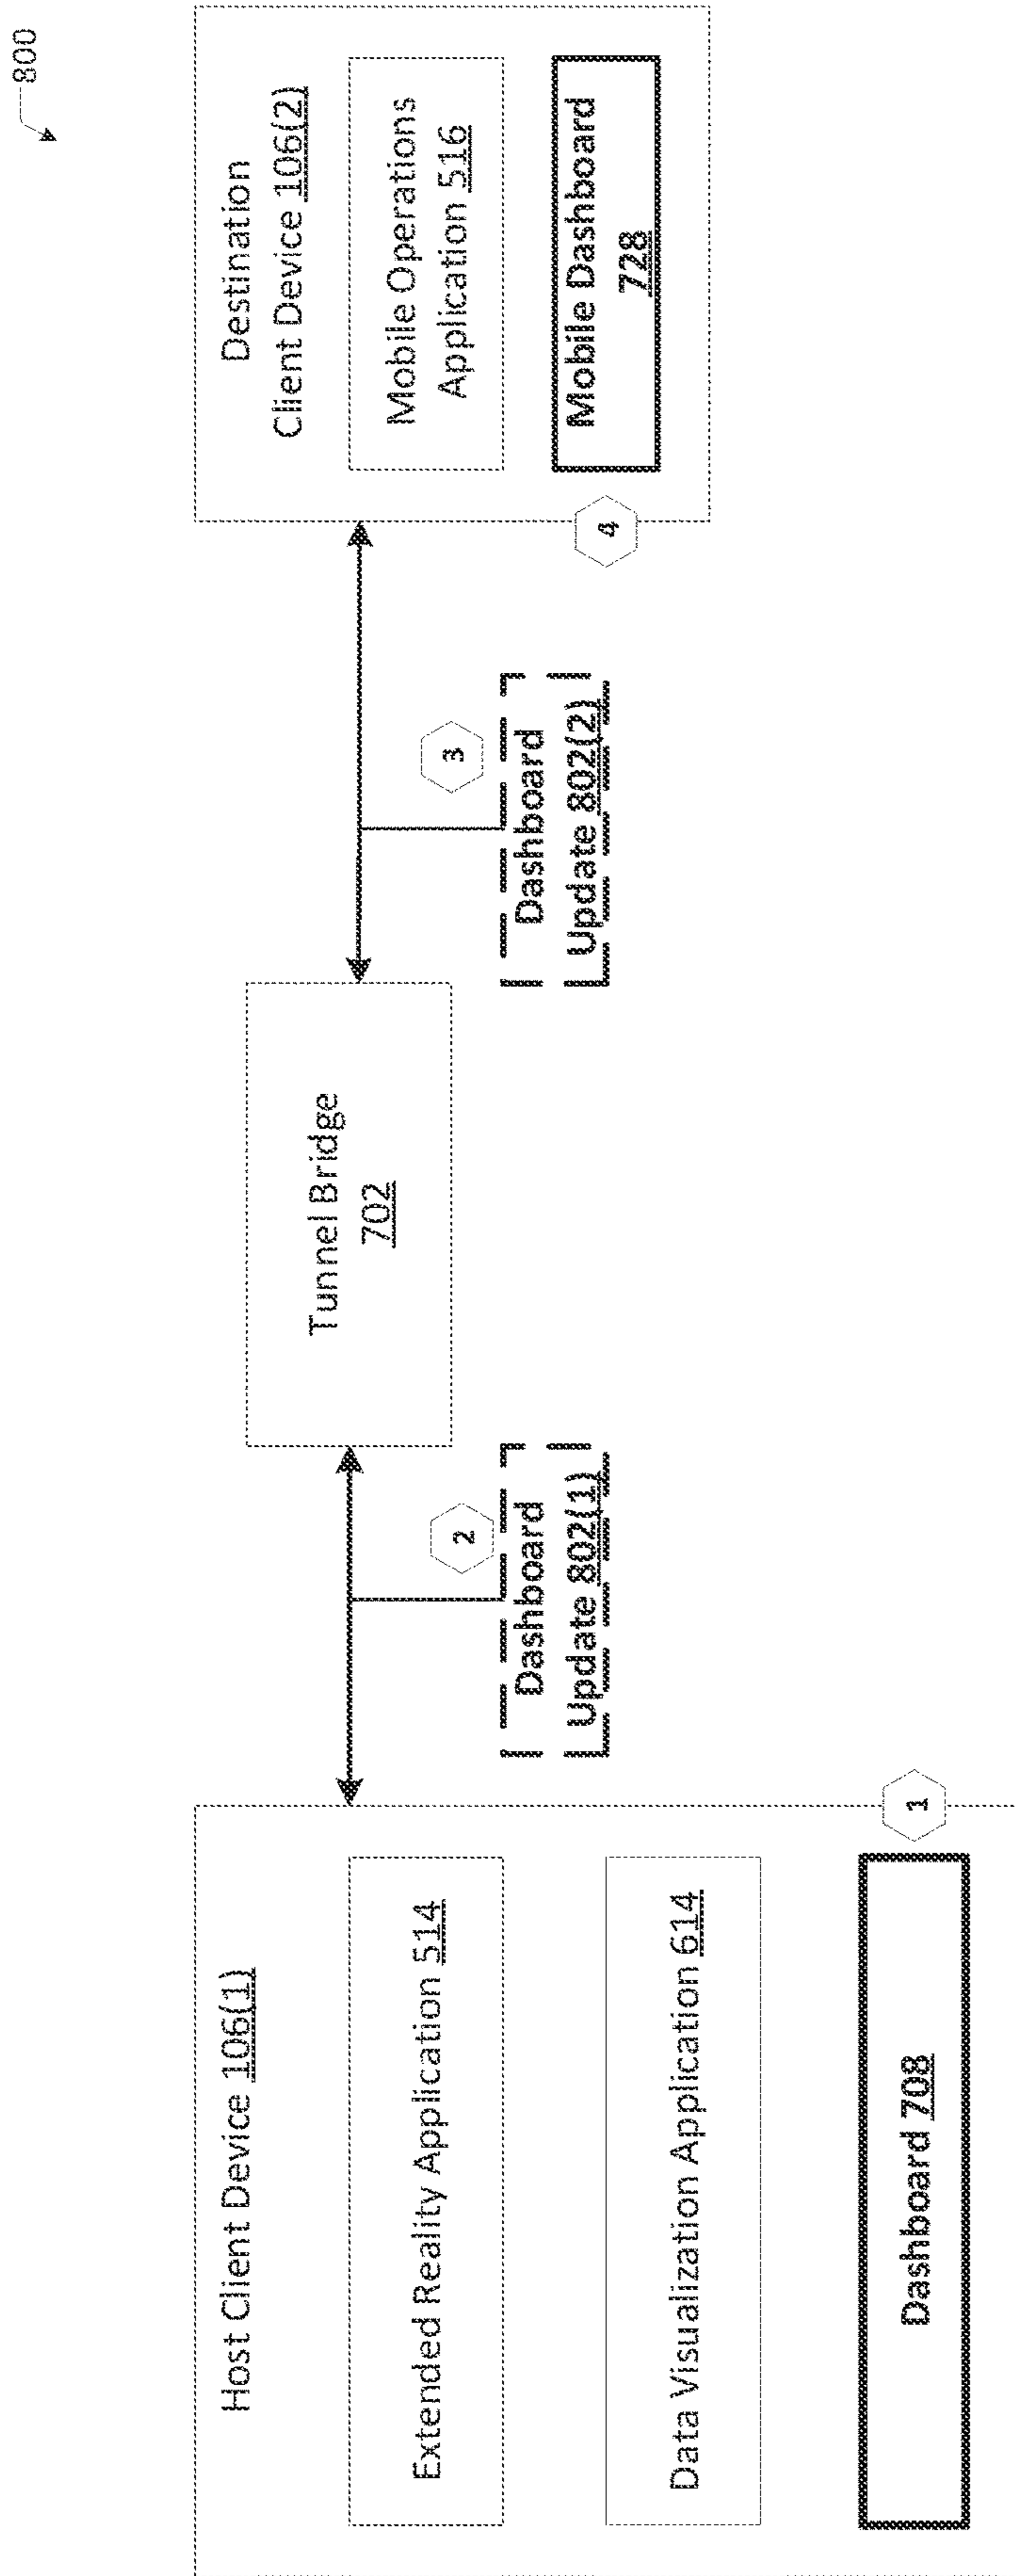 800
Host Client Device 106(1)
Extended Reality Application 514
Data Visualization Application 614
Dashboard 708
1
2
Dashboard
Update 802(1)
Tunnel Bridge
702
3
Dashboard
Update 802(2)
Destination
Client Device 106(2)
Mobile Operations
Application 516
Mobile Dashboard
728
4